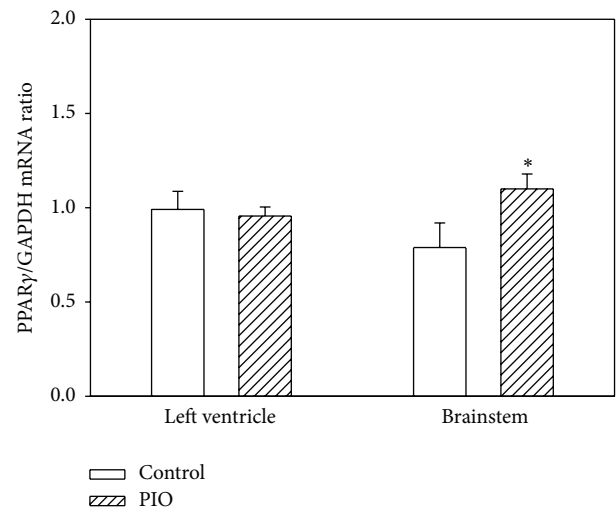 PPARγ/GAPDH mRNA ratio
2.0
1.5
1.0
0.5
0.0
*
Left ventricle
Brainstem
Control
PIO